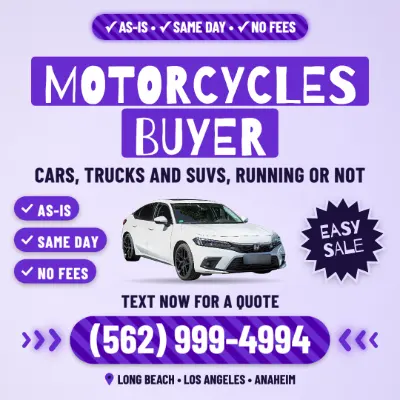 ✓ AS-IS • ✓ SAME DAY • ✓ NO FEES
MOTORCYCLES
BUYER
CARS, TRUCKS AND SUVS, RUNNING OR NOT
✓ AS-IS
✓ SAME DAY
✓ NO FEES
EASY
SALE
TEXT NOW FOR A QUOTE
(562) 999-4994
LONG BEACH • LOS ANGELES • ANAHEIM